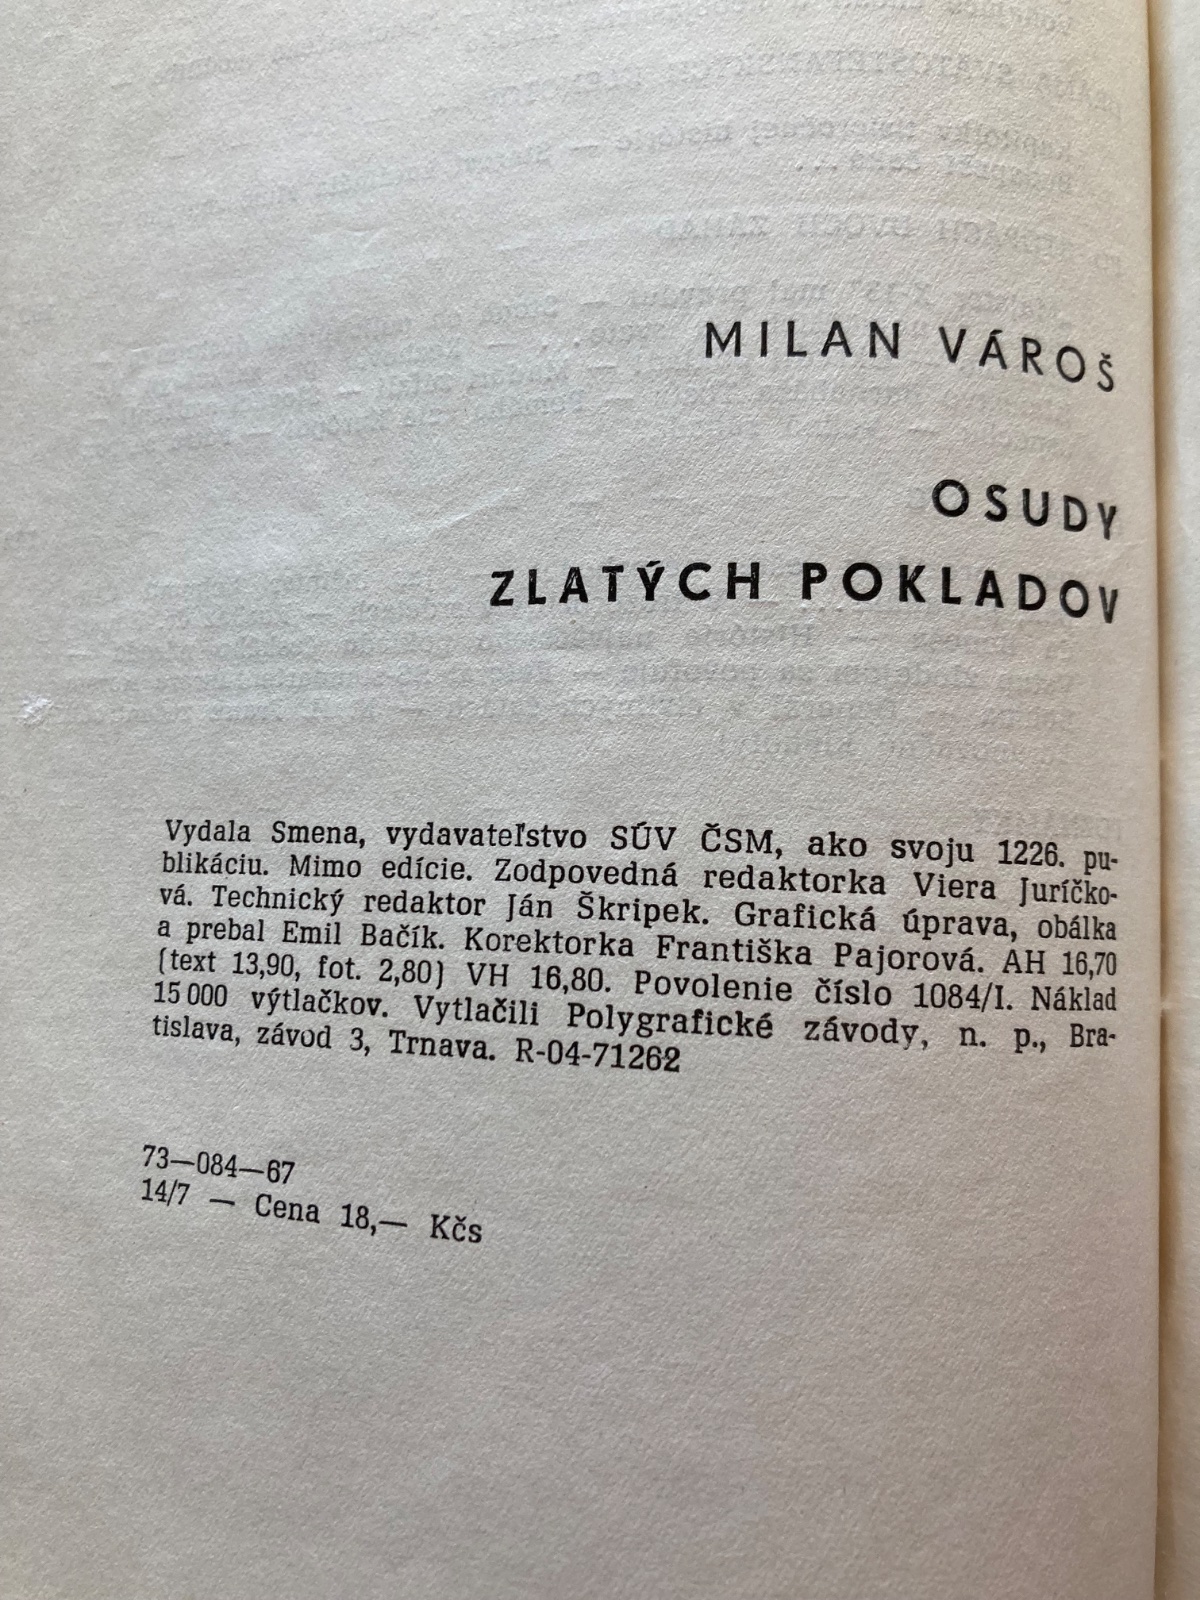 MILAN VÁROŠ
OSUDY
ZLATÝCH POKLADOV
Vydala Smena, vydavateľstvo SÚV ČSM, ako svoju 1226. pu-
blikáciu. Mimo edície. Zodpovedná redaktorka Viera Juríčko-
vá. Technický redaktor Ján Škripek. Grafická úprava, obálka
a prebal Emil Bačík. Korektorka Františka Pajorová. AH 16,70
(text 13,90, fot. 2,80) VH 16,80. Povolenie číslo 1084/I. Náklad
15 000 výtlačkov. Vytlačili Polygrafické závody, n. p., Bra-
tislava, závod 3, Trnava. R-04-71262
73—084—67
14/7 — Cena 18,— Kčs